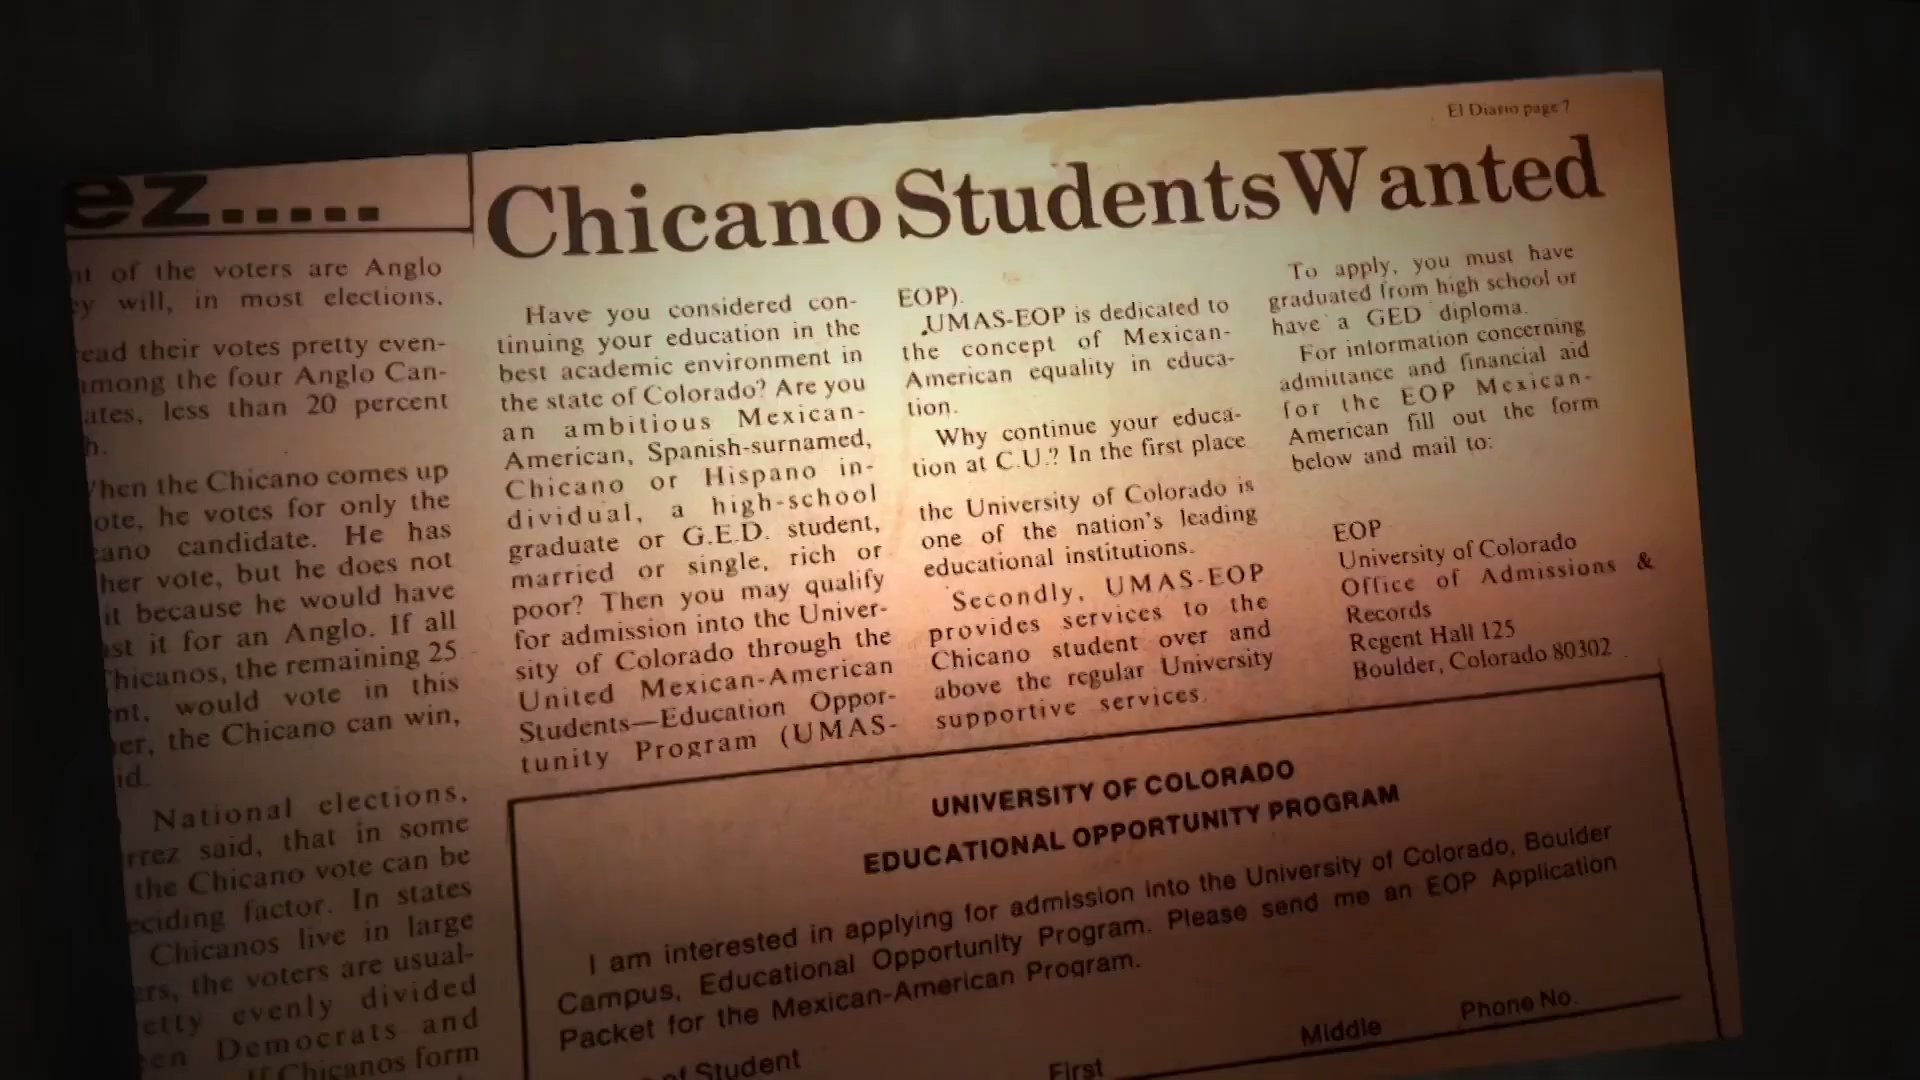 El Diario page 7
ez.....
of the voters are Anglo
will, in most elections,
their votes pretty even-
among the four Anglo Can-
less than 20 percent
When the Chicano comes up
he votes for only the
candidate. He has
her vote, but he does not
it because he would have
it for an Anglo. If all
Chicanos, the remaining 25
would vote in this
the Chicano can win,
National elections,
said, that in some
the Chicano vote can be
factor. In states
Chicanos live in large
the voters are usual-
evenly divided
Democrats and
If Chicanos form
Chicano Students Wanted
Have you considered con-
tinuing your education in the
best academic environment in
the state of Colorado? Are you
an ambitious Mexican-
American, Spanish-surnamed,
Chicano or Hispano in-
dividual, a high-school
graduate or G.E.D. student,
married or single, rich or
poor? Then you may qualify
for admission into the Univer-
sity of Colorado through the
United Mexican-American
Students—Education Oppor-
tunity Program (UMAS-
EOP).
UMAS-EOP is dedicated to
the concept of Mexican-
American equality in educa-
tion.
Why continue your educa-
tion at C.U.? In the first place
the University of Colorado is
one of the nation's leading
educational institutions.
Secondly, UMAS-EOP
provides services to the
Chicano student over and
above the regular University
supportive services.
To apply, you must have
graduated from high school or
have a GED diploma.
For information concerning
admittance and financial aid
for the EOP Mexican-
American fill out the form
below and mail to:
EOP
University of Colorado
Office of Admissions &
Records
Regent Hall 125
Boulder, Colorado 80302
UNIVERSITY OF COLORADO
EDUCATIONAL OPPORTUNITY PROGRAM
I am interested in applying for admission into the University of Colorado, Boulder
Campus, Educational Opportunity Program. Please send me an EOP Application
Packet for the Mexican-American Program.
of Student First Middle Phone No.